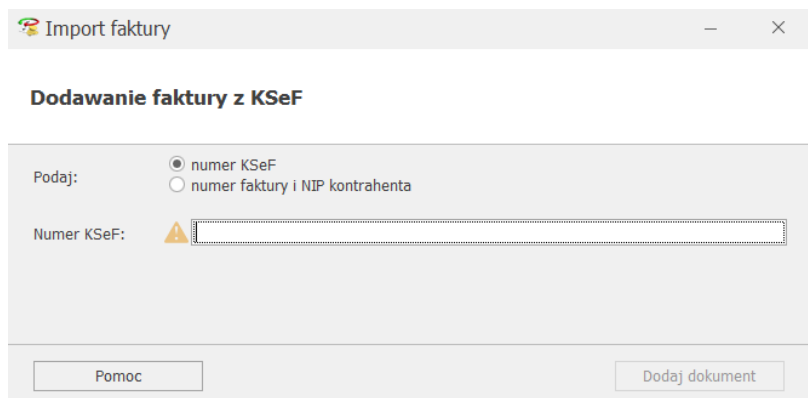 Import faktury
Dodawanie faktury z KSeF
Podaj:
numer KSeF
numer faktury i NIP kontrahenta
Numer KSeF:
Pomoc
Dodaj dokument